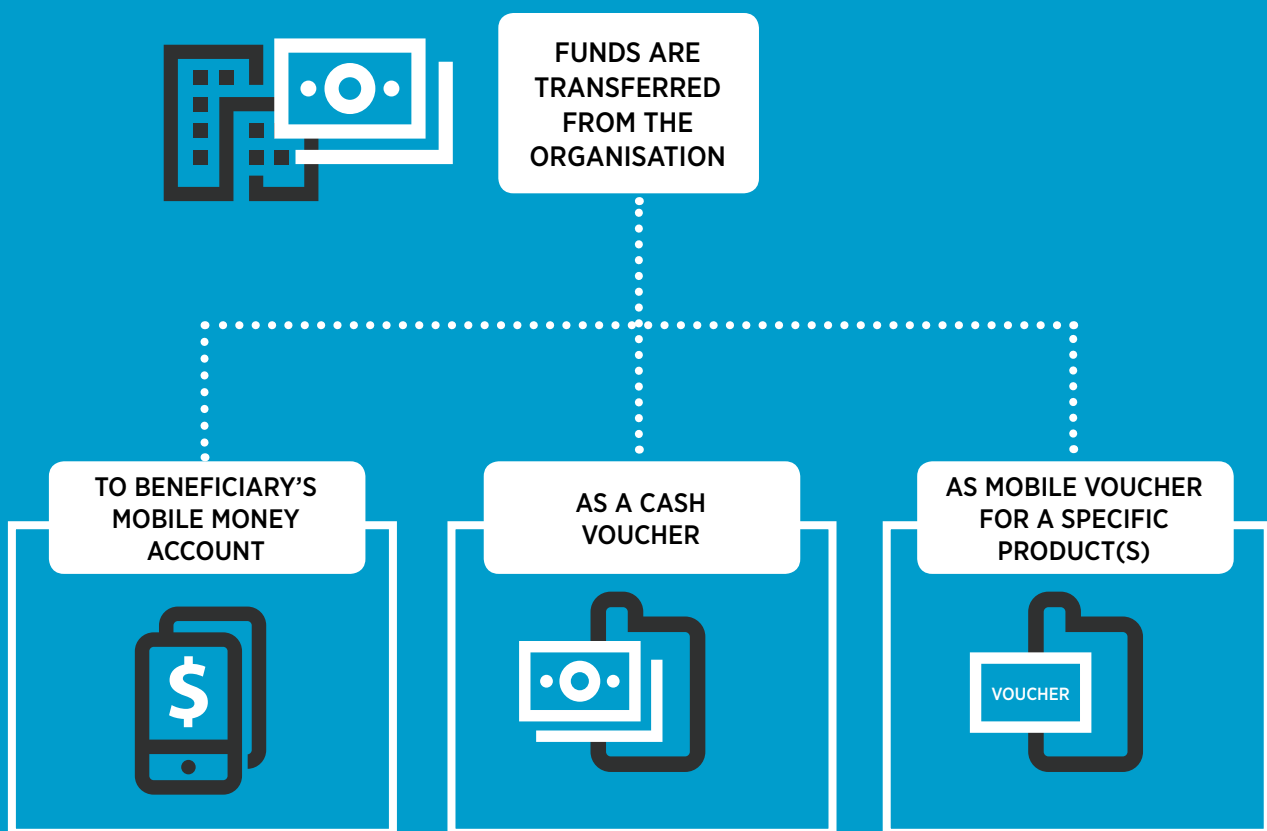 FUNDS ARE
TRANSFERRED
FROM THE
ORGANISATION
TO BENEFICIARY’S
MOBILE MONEY
ACCOUNT
$
AS A CASH
VOUCHER
AS MOBILE VOUCHER
FOR A SPECIFIC
PRODUCT(S)
VOUCHER